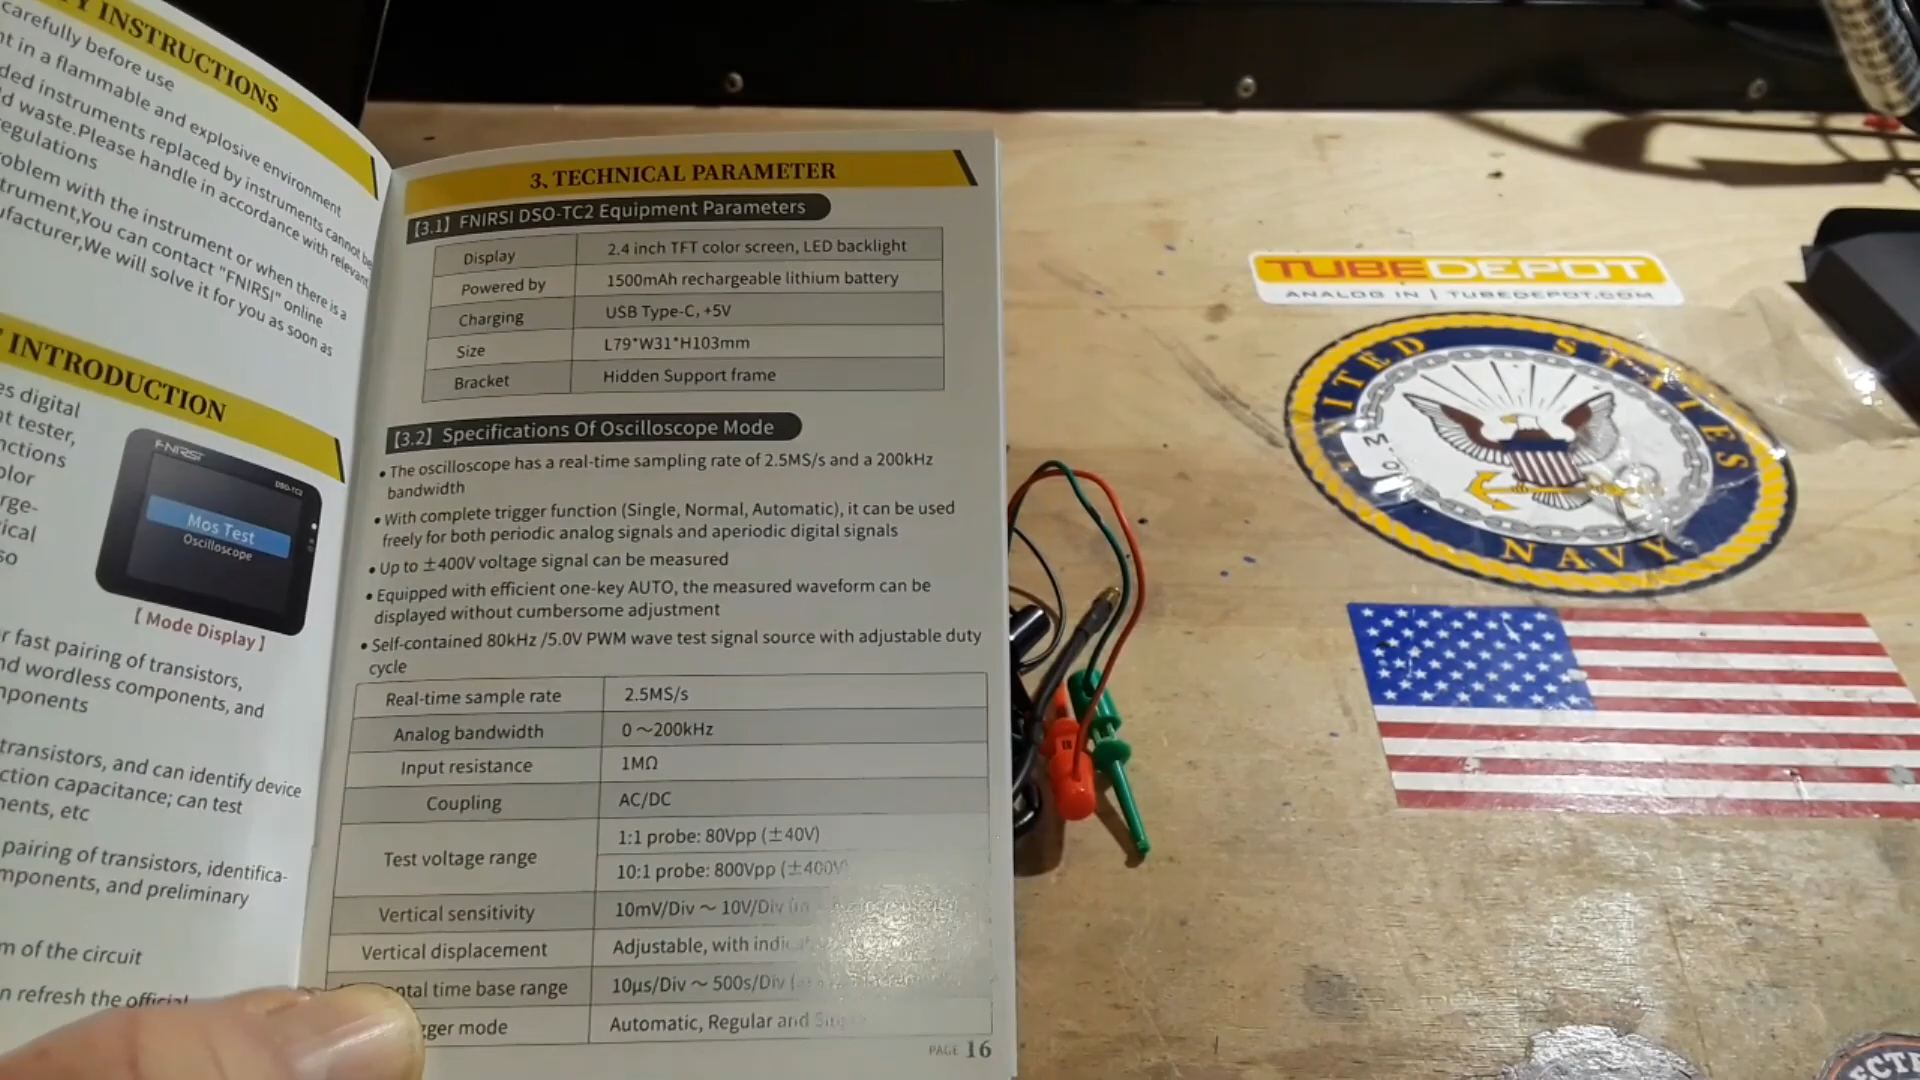 Y INSTRUCTIONS
carefully before use
nt in a flammable and explosive environment
ded instruments replaced by instruments cannot be
d waste.Please handle in accordance with relevant
regulations
oblem with the instrument or when there is a
trument,You can contact "FNIRSI" online
ufacturer,We will solve it for you as soon as
INTRODUCTION
es digital
nt tester,
nctions
olor
rge-
ical
so
FNIRSI
DSO-TC2
Mos Test
Oscilloscope
【 Mode Display 】
r fast pairing of transistors,
nd wordless components, and
mponents
transistors, and can identify device
ction capacitance; can test
nents, etc
pairing of transistors, identifica-
mponents, and preliminary
m of the circuit
n refresh the official
3、TECHNICAL PARAMETER
【3.1】 FNIRSI DSO-TC2 Equipment Parameters
Display 2.4 inch TFT color screen, LED backlight
Powered by 1500mAh rechargeable lithium battery
Charging USB Type-C, +5V
Size L79*W31*H103mm
Bracket Hidden Support frame
【3.2】 Specifications Of Oscilloscope Mode
• The oscilloscope has a real-time sampling rate of 2.5MS/s and a 200kHz
bandwidth
• With complete trigger function (Single, Normal, Automatic), it can be used
freely for both periodic analog signals and aperiodic digital signals
• Up to ±400V voltage signal can be measured
• Equipped with efficient one-key AUTO, the measured waveform can be
displayed without cumbersome adjustment
• Self-contained 80kHz /5.0V PWM wave test signal source with adjustable duty
cycle
Real-time sample rate 2.5MS/s
Analog bandwidth 0～200kHz
Input resistance 1MΩ
Coupling AC/DC
Test voltage range
1:1 probe: 80Vpp (±40V)
10:1 probe: 800Vpp (±400V)
Vertical sensitivity 10mV/Div ～ 10V/Div
Vertical displacement Adjustable, with
ntal time base range 10μs/Div ～ 500s/Div
gger mode Automatic, Regular and
PAGE 16
TUBEDEPOT
ANALOG IN | TUBEDEPOT.COM
UNITED STATES
NAVY